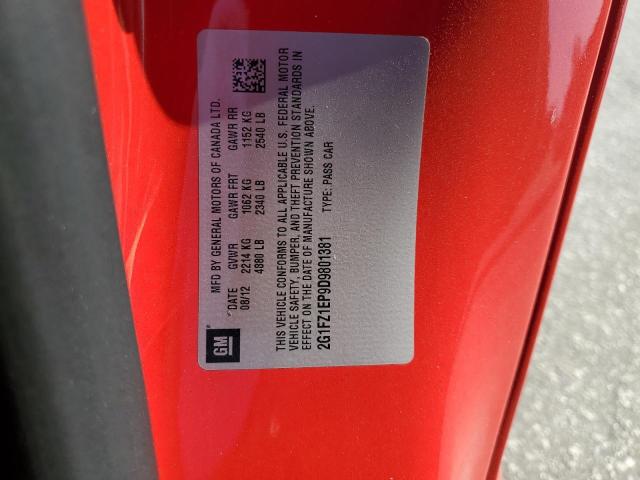 MFD BY GENERAL MOTORS OF CANADA LTD.
DATE GVWR GAWR FRT GAWR RR
08/12 2214 KG 1062 KG 1152 KG
4880 LB 2340 LB 2540 LB
GM
THIS VEHICLE CONFORMS TO ALL APPLICABLE U.S. FEDERAL MOTOR
VEHICLE SAFETY, BUMPER, AND THEFT PREVENTION STANDARDS IN
EFFECT ON THE DATE OF MANUFACTURE SHOWN ABOVE.
2G1FZ1EP9D9801381 TYPE: PASS CAR